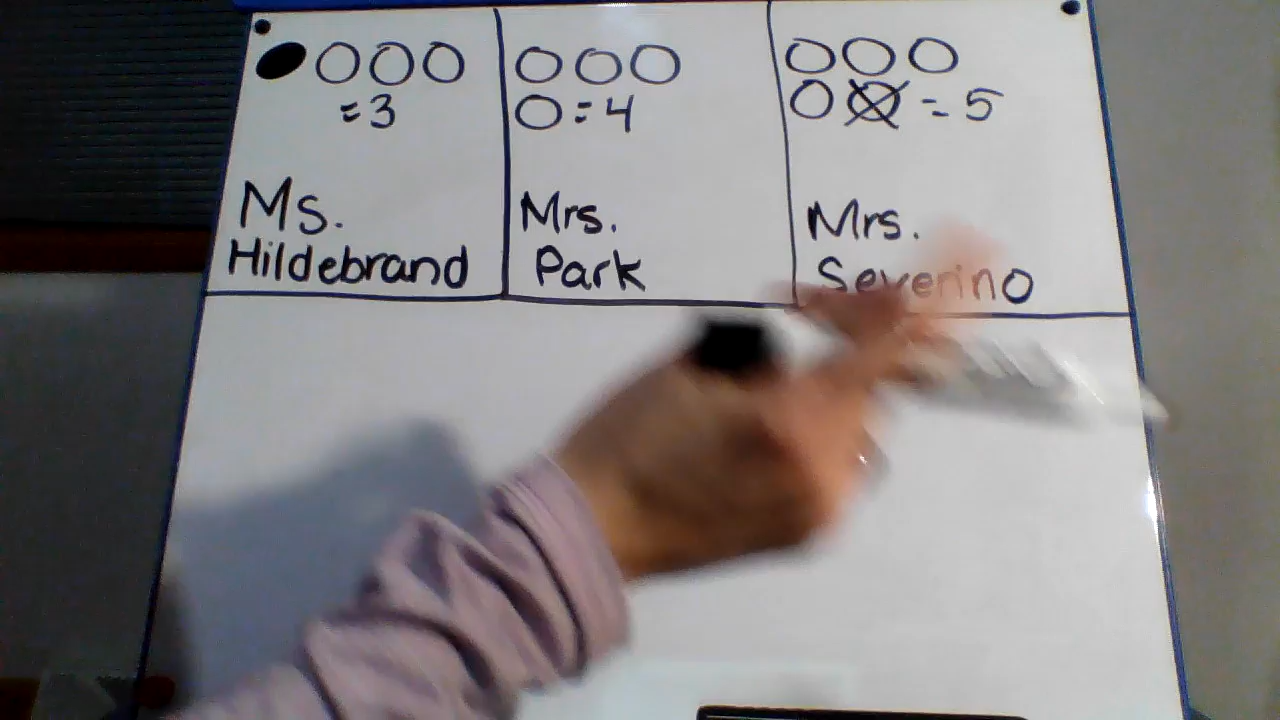 = 3
= 4
= 5
Ms.
Hildebrand
Mrs.
Park
Mrs.
Severino